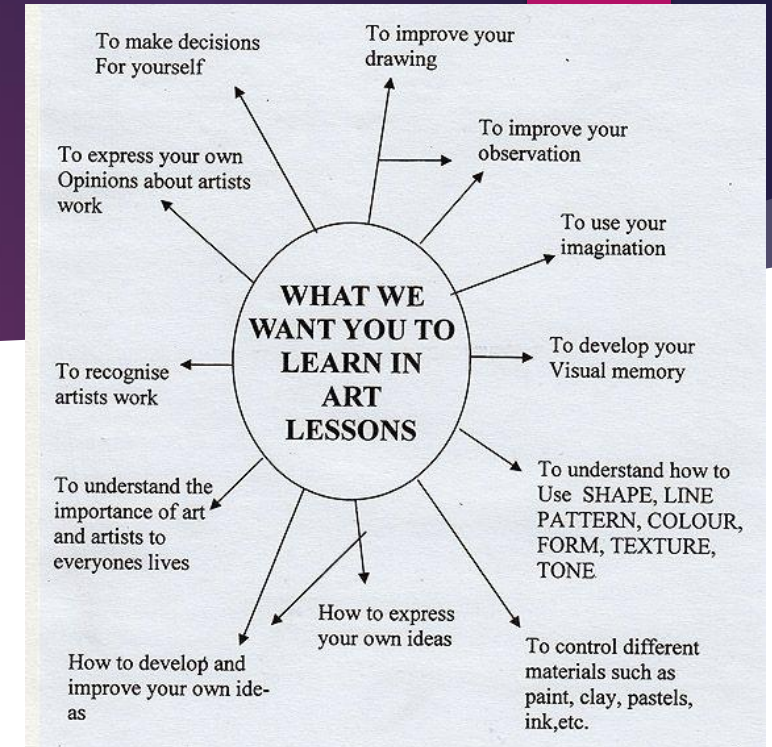 To make decisions
For yourself
To improve your
drawing
To improve your
observation
To express your own
Opinions about artists
work
To use your
imagination
WHAT WE
WANT YOU TO
LEARN IN
ART
LESSONS
To develop your
Visual memory
To recognise
artists work
To understand how to
Use SHAPE, LINE
PATTERN, COLOUR,
FORM, TEXTURE,
TONE
To understand the
importance of art
and artists to
everyones lives
How to express
your own ideas
To control different
materials such as
paint, clay, pastels,
ink,etc.
How to develop and
improve your own ide-
as